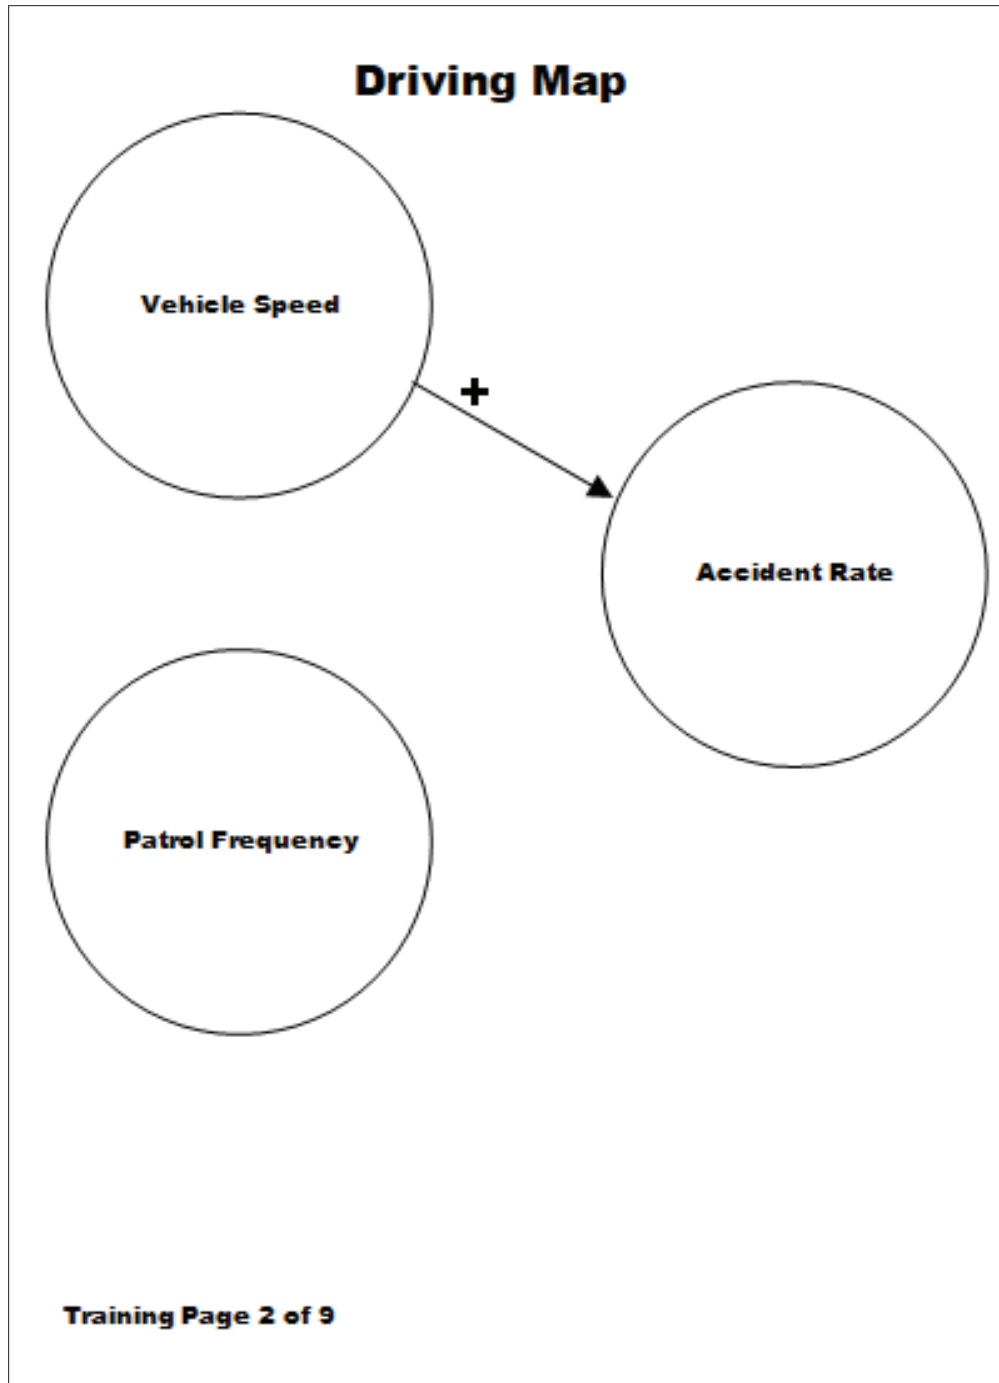 Driving Map
Vehicle Speed
+
Accident Rate
Patrol Frequency
Training Page 2 of 9